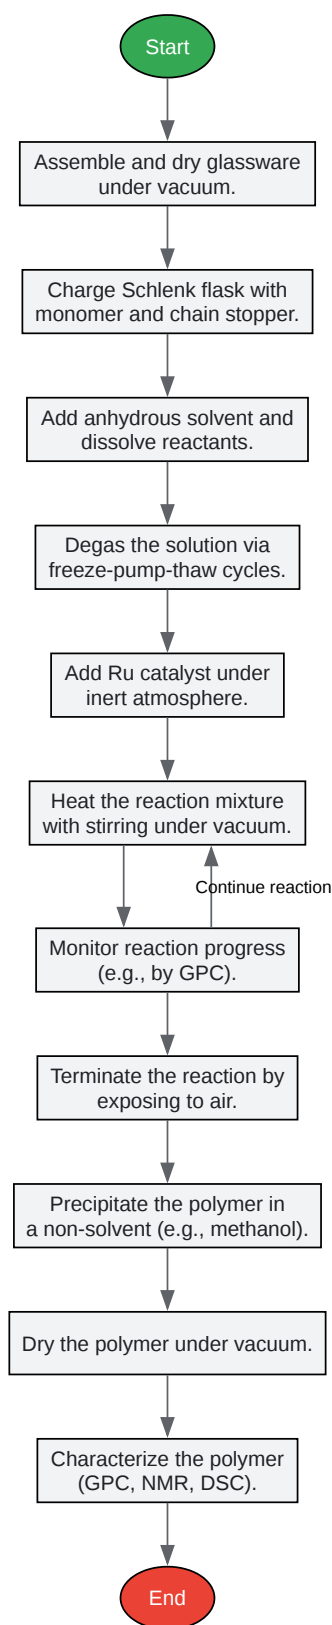 Start
Assemble and dry glassware
under vacuum.
Charge Schlenk flask with
monomer and chain stopper.
Add anhydrous solvent and
dissolve reactants.
Degas the solution via
freeze-pump-thaw cycles.
Add Ru catalyst under
inert atmosphere.
Heat the reaction mixture
with stirring under vacuum.
Continue reaction
Monitor reaction progress
(e.g., by GPC).
Terminate the reaction by
exposing to air.
Precipitate the polymer in
a non-solvent (e.g., methanol).
Dry the polymer under vacuum.
Characterize the polymer
(GPC, NMR, DSC).
End